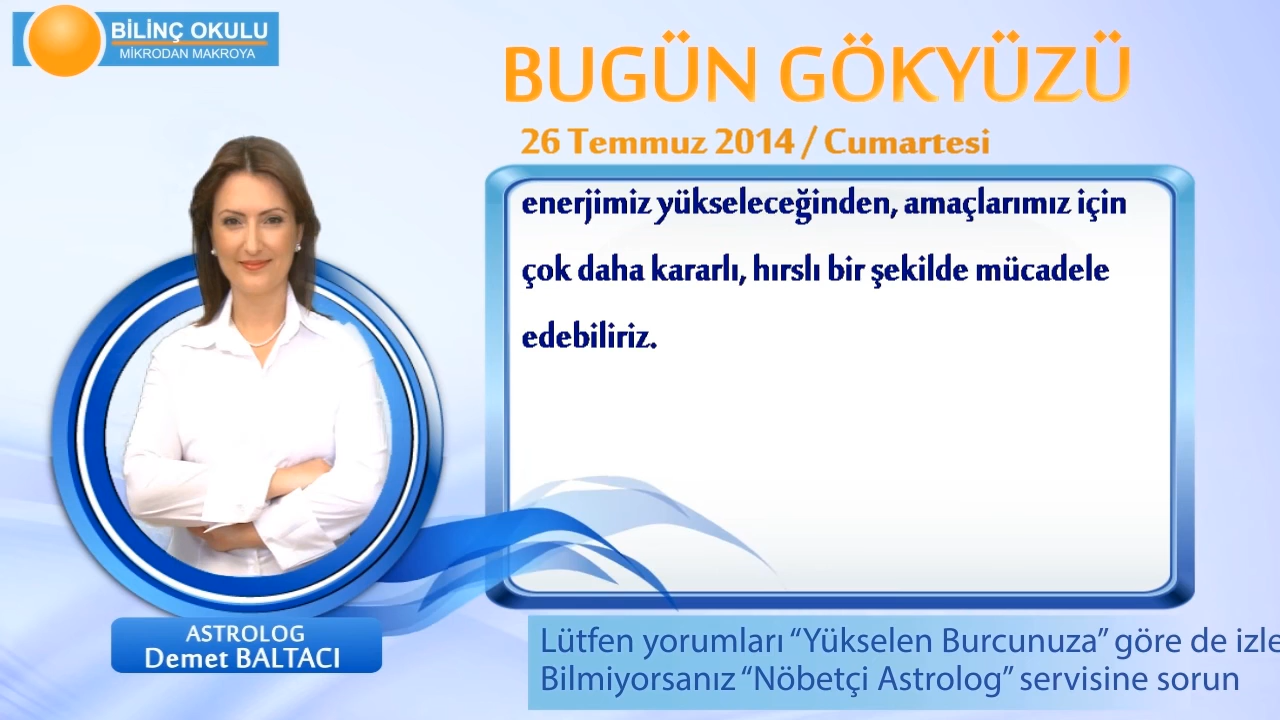 BİLİNÇ OKULU
MİKRODAN MAKROYA
BUGÜN GÖKYÜZÜ
26 Temmuz 2014 / Cumartesi
enerjimiz yükseleceğinden, amaçlarımız için
çok daha kararlı, hırslı bir şekilde mücadele
edebiliriz.
ASTROLOG
Demet BALTACI
Lütfen yorumları “Yükselen Burcunuza” göre de izle
Bilmiyorsanız “Nöbetçi Astrolog” servisine sorun